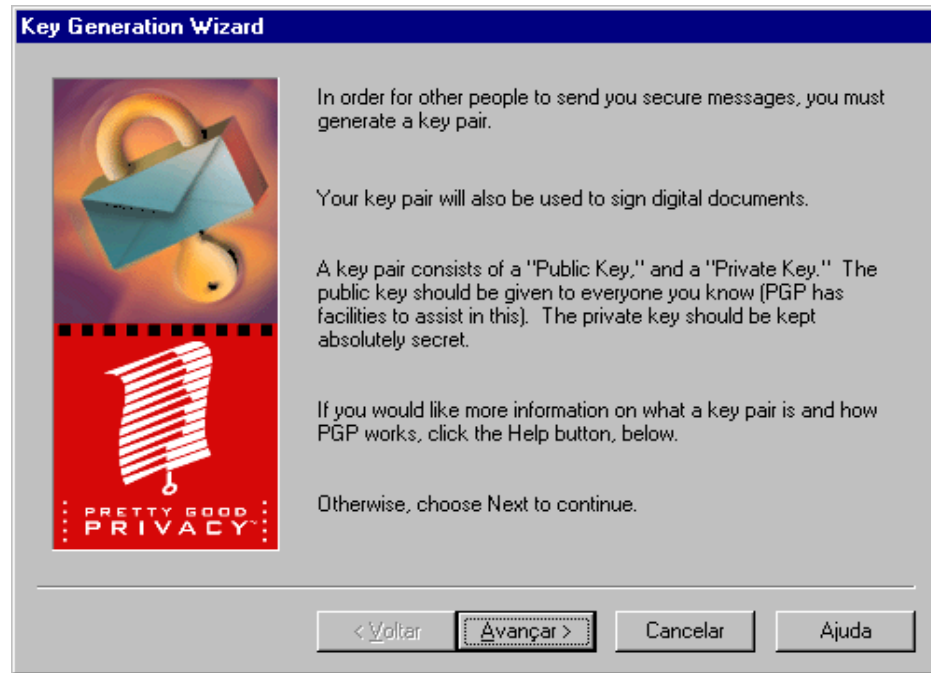 Key Generation Wizard
In order for other people to send you secure messages, you must
generate a key pair.
Your key pair will also be used to sign digital documents.
A key pair consists of a "Public Key," and a "Private Key."  The
public key should be given to everyone you know (PGP has
facilities to assist in this).  The private key should be kept
absolutely secret.
If you would like more information on what a key pair is and how
PGP works, click the Help button, below.
Otherwise, choose Next to continue.
PRETTY GOOD
PRIVACY™
< Voltar
Avançar >
Cancelar
Ajuda